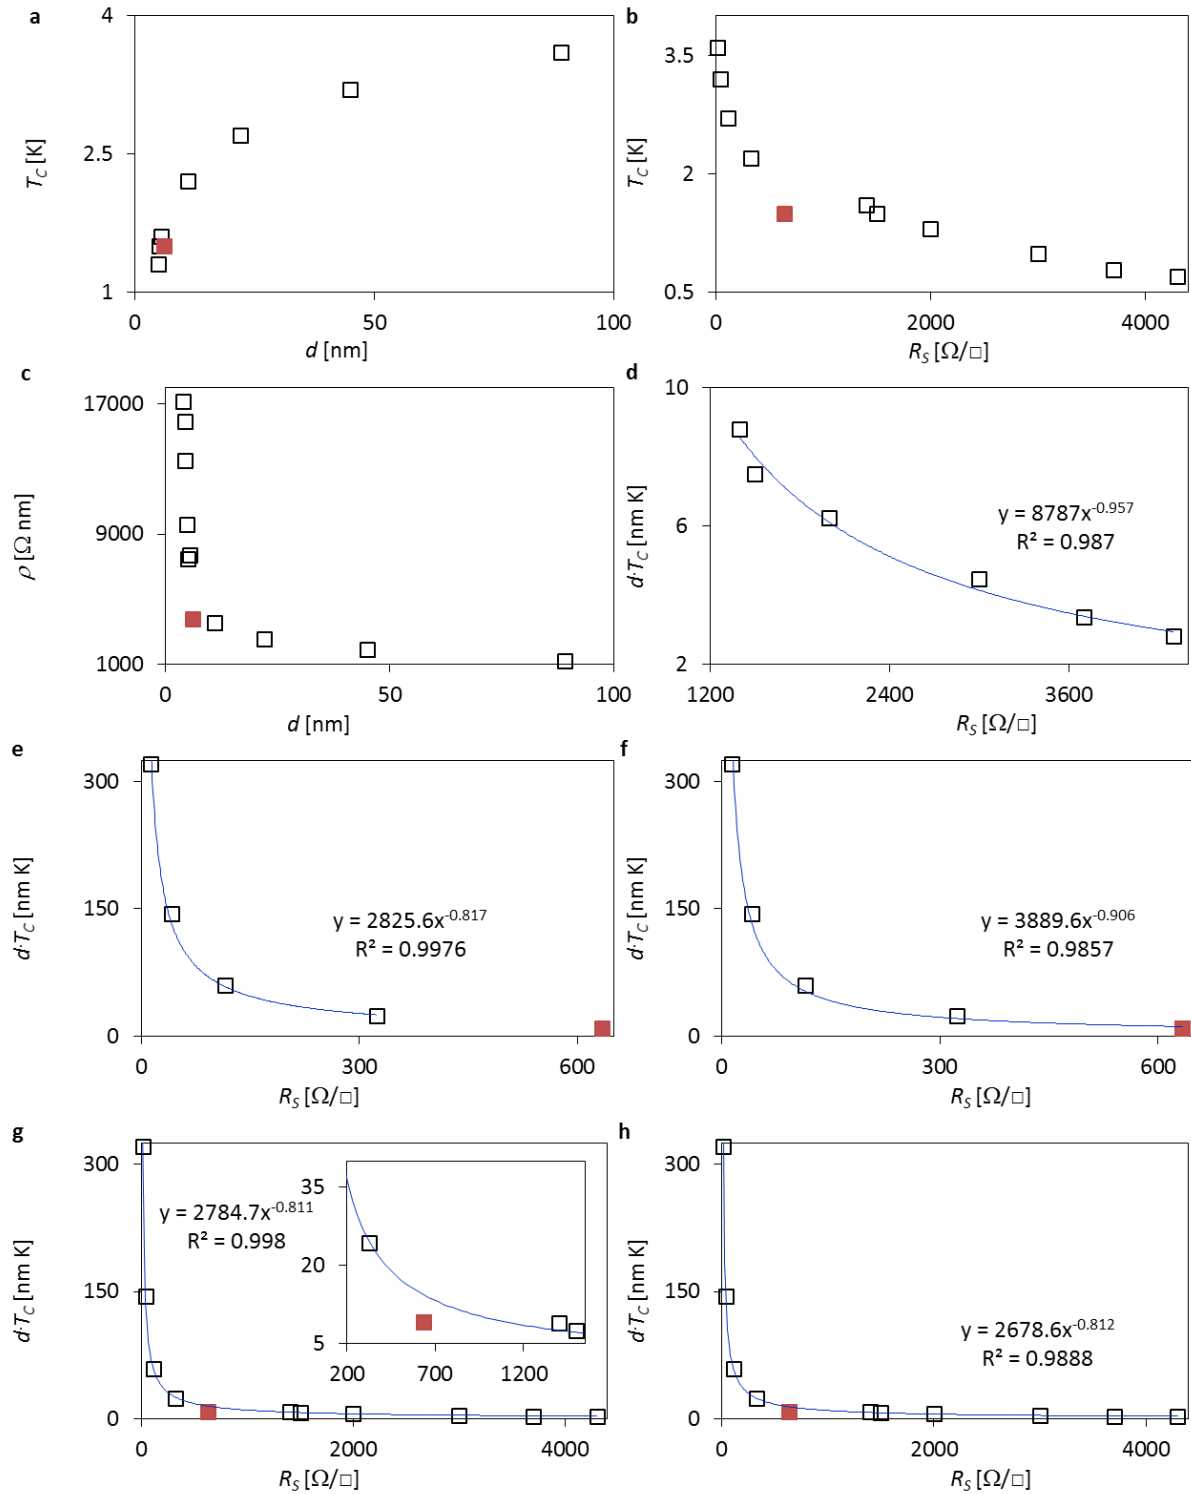 a
4
2.5
1
T_C [K]
0
50
100
d [nm]
b
3.5
2
0.5
T_C [K]
0
2000
4000
R_S [Ω/□]
c
17000
9000
1000
ρ [Ω nm]
0
50
100
d [nm]
d
10
6
2
d·T_C [nm K]
y = 8787x^-0.957
R² = 0.987
1200
2400
3600
R_S [Ω/□]
e
300
150
0
d·T_C [nm K]
y = 2825.6x^-0.817
R² = 0.9976
0
300
600
R_S [Ω/□]
f
300
150
0
d·T_C [nm K]
y = 3889.6x^-0.906
R² = 0.9857
0
300
600
R_S [Ω/□]
g
300
150
0
d·T_C [nm K]
y = 2784.7x^-0.811
R² = 0.998
35
20
5
200
700
1200
0
2000
4000
R_S [Ω/□]
h
300
150
0
d·T_C [nm K]
y = 2678.6x^-0.812
R² = 0.9888
0
2000
4000
R_S [Ω/□]